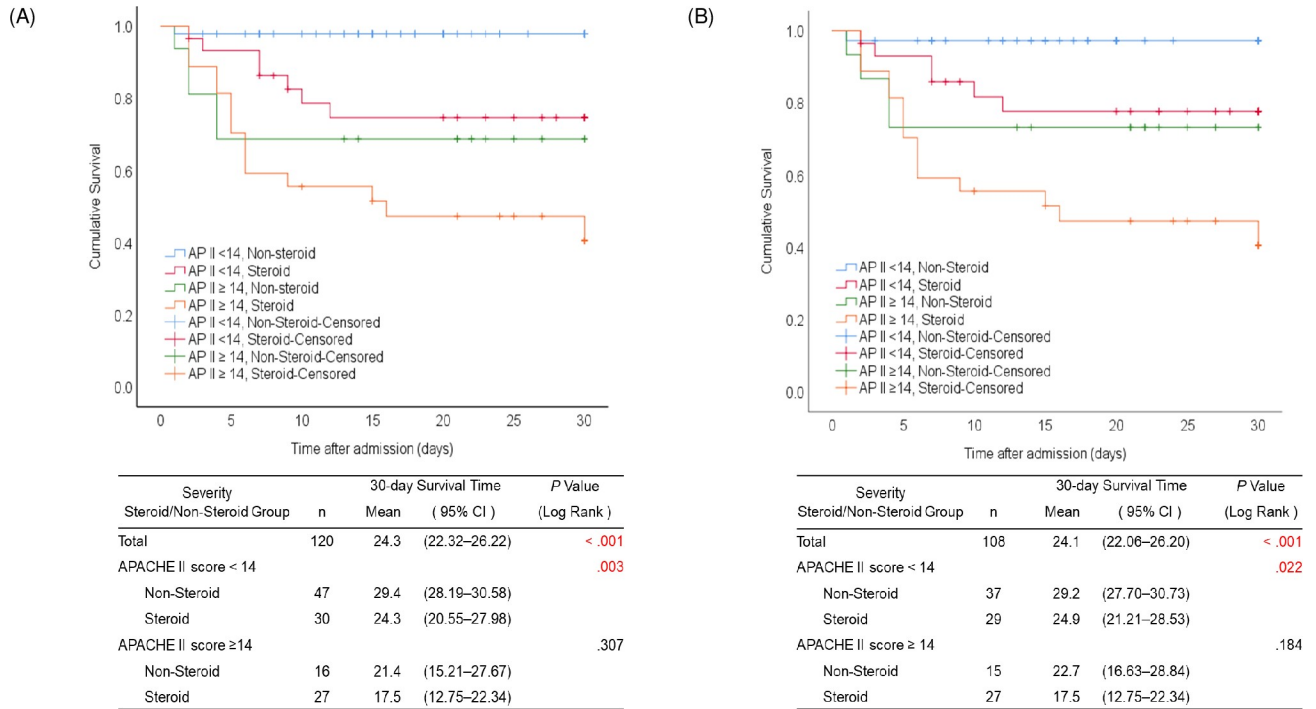 (A)
1.0
0.8
0.6
0.4
0.2
0.0
Cumulative Survival
AP II <14, Non-steroid
AP II <14, Steroid
AP II ≥ 14, Non-steroid
AP II ≥ 14, Steroid
AP II <14, Non-Steroid-Censored
AP II <14, Steroid-Censored
AP II ≥ 14, Non-Steroid-Censored
AP II ≥ 14, Steroid-Censored
0 5 10 15 20 25 30
Time after admission (days)
Severity 30-day Survival Time P Value
Steroid/Non-Steroid Group n Mean ( 95% CI ) (Log Rank )
Total 120 24.3 (22.32–26.22) < .001
APACHE II score < 14 .003
Non-Steroid 47 29.4 (28.19–30.58)
Steroid 30 24.3 (20.55–27.98)
APACHE II score ≥14 .307
Non-Steroid 16 21.4 (15.21–27.67)
Steroid 27 17.5 (12.75–22.34)
(B)
1.0
0.8
0.6
0.4
0.2
0.0
Cumulative Survival
AP II <14, Non-Steroid
AP II <14, Steroid
AP II ≥ 14, Non-Steroid
AP II ≥ 14, Steroid
AP II <14, Non-Steroid-Censored
AP II <14, Steroid-Censored
AP II ≥14, Non-Steroid-Censored
AP II ≥14, Steroid-Censored
0 5 10 15 20 25 30
Time after admission (days)
Severity 30-day Survival Time P Value
Steroid/Non-Steroid Group n Mean ( 95% CI ) (Log Rank )
Total 108 24.1 (22.06–26.20) < .001
APACHE II score < 14 .022
Non-Steroid 37 29.2 (27.70–30.73)
Steroid 29 24.9 (21.21–28.53)
APACHE II score ≥ 14 .184
Non-Steroid 15 22.7 (16.63–28.84)
Steroid 27 17.5 (12.75–22.34)